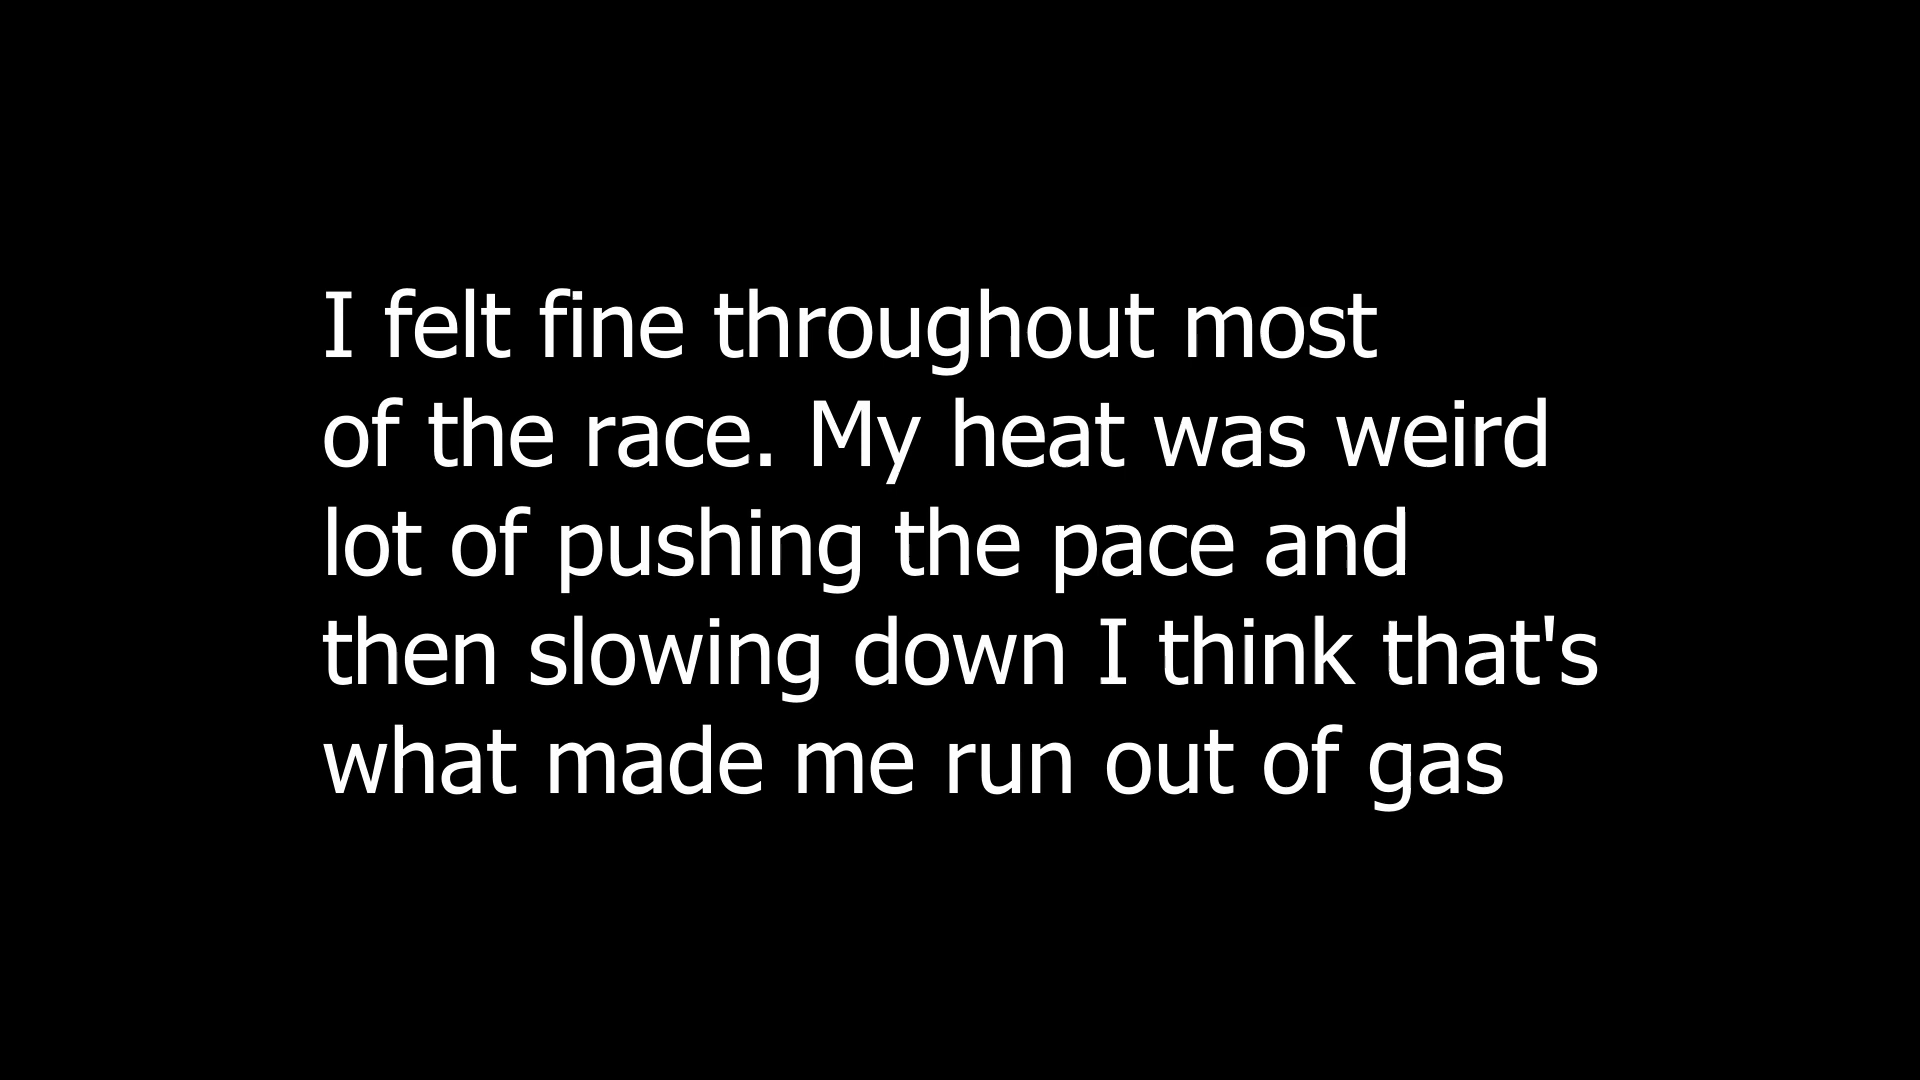 I felt fine throughout most
of the race. My heat was weird
lot of pushing the pace and
then slowing down I think that's
what made me run out of gas